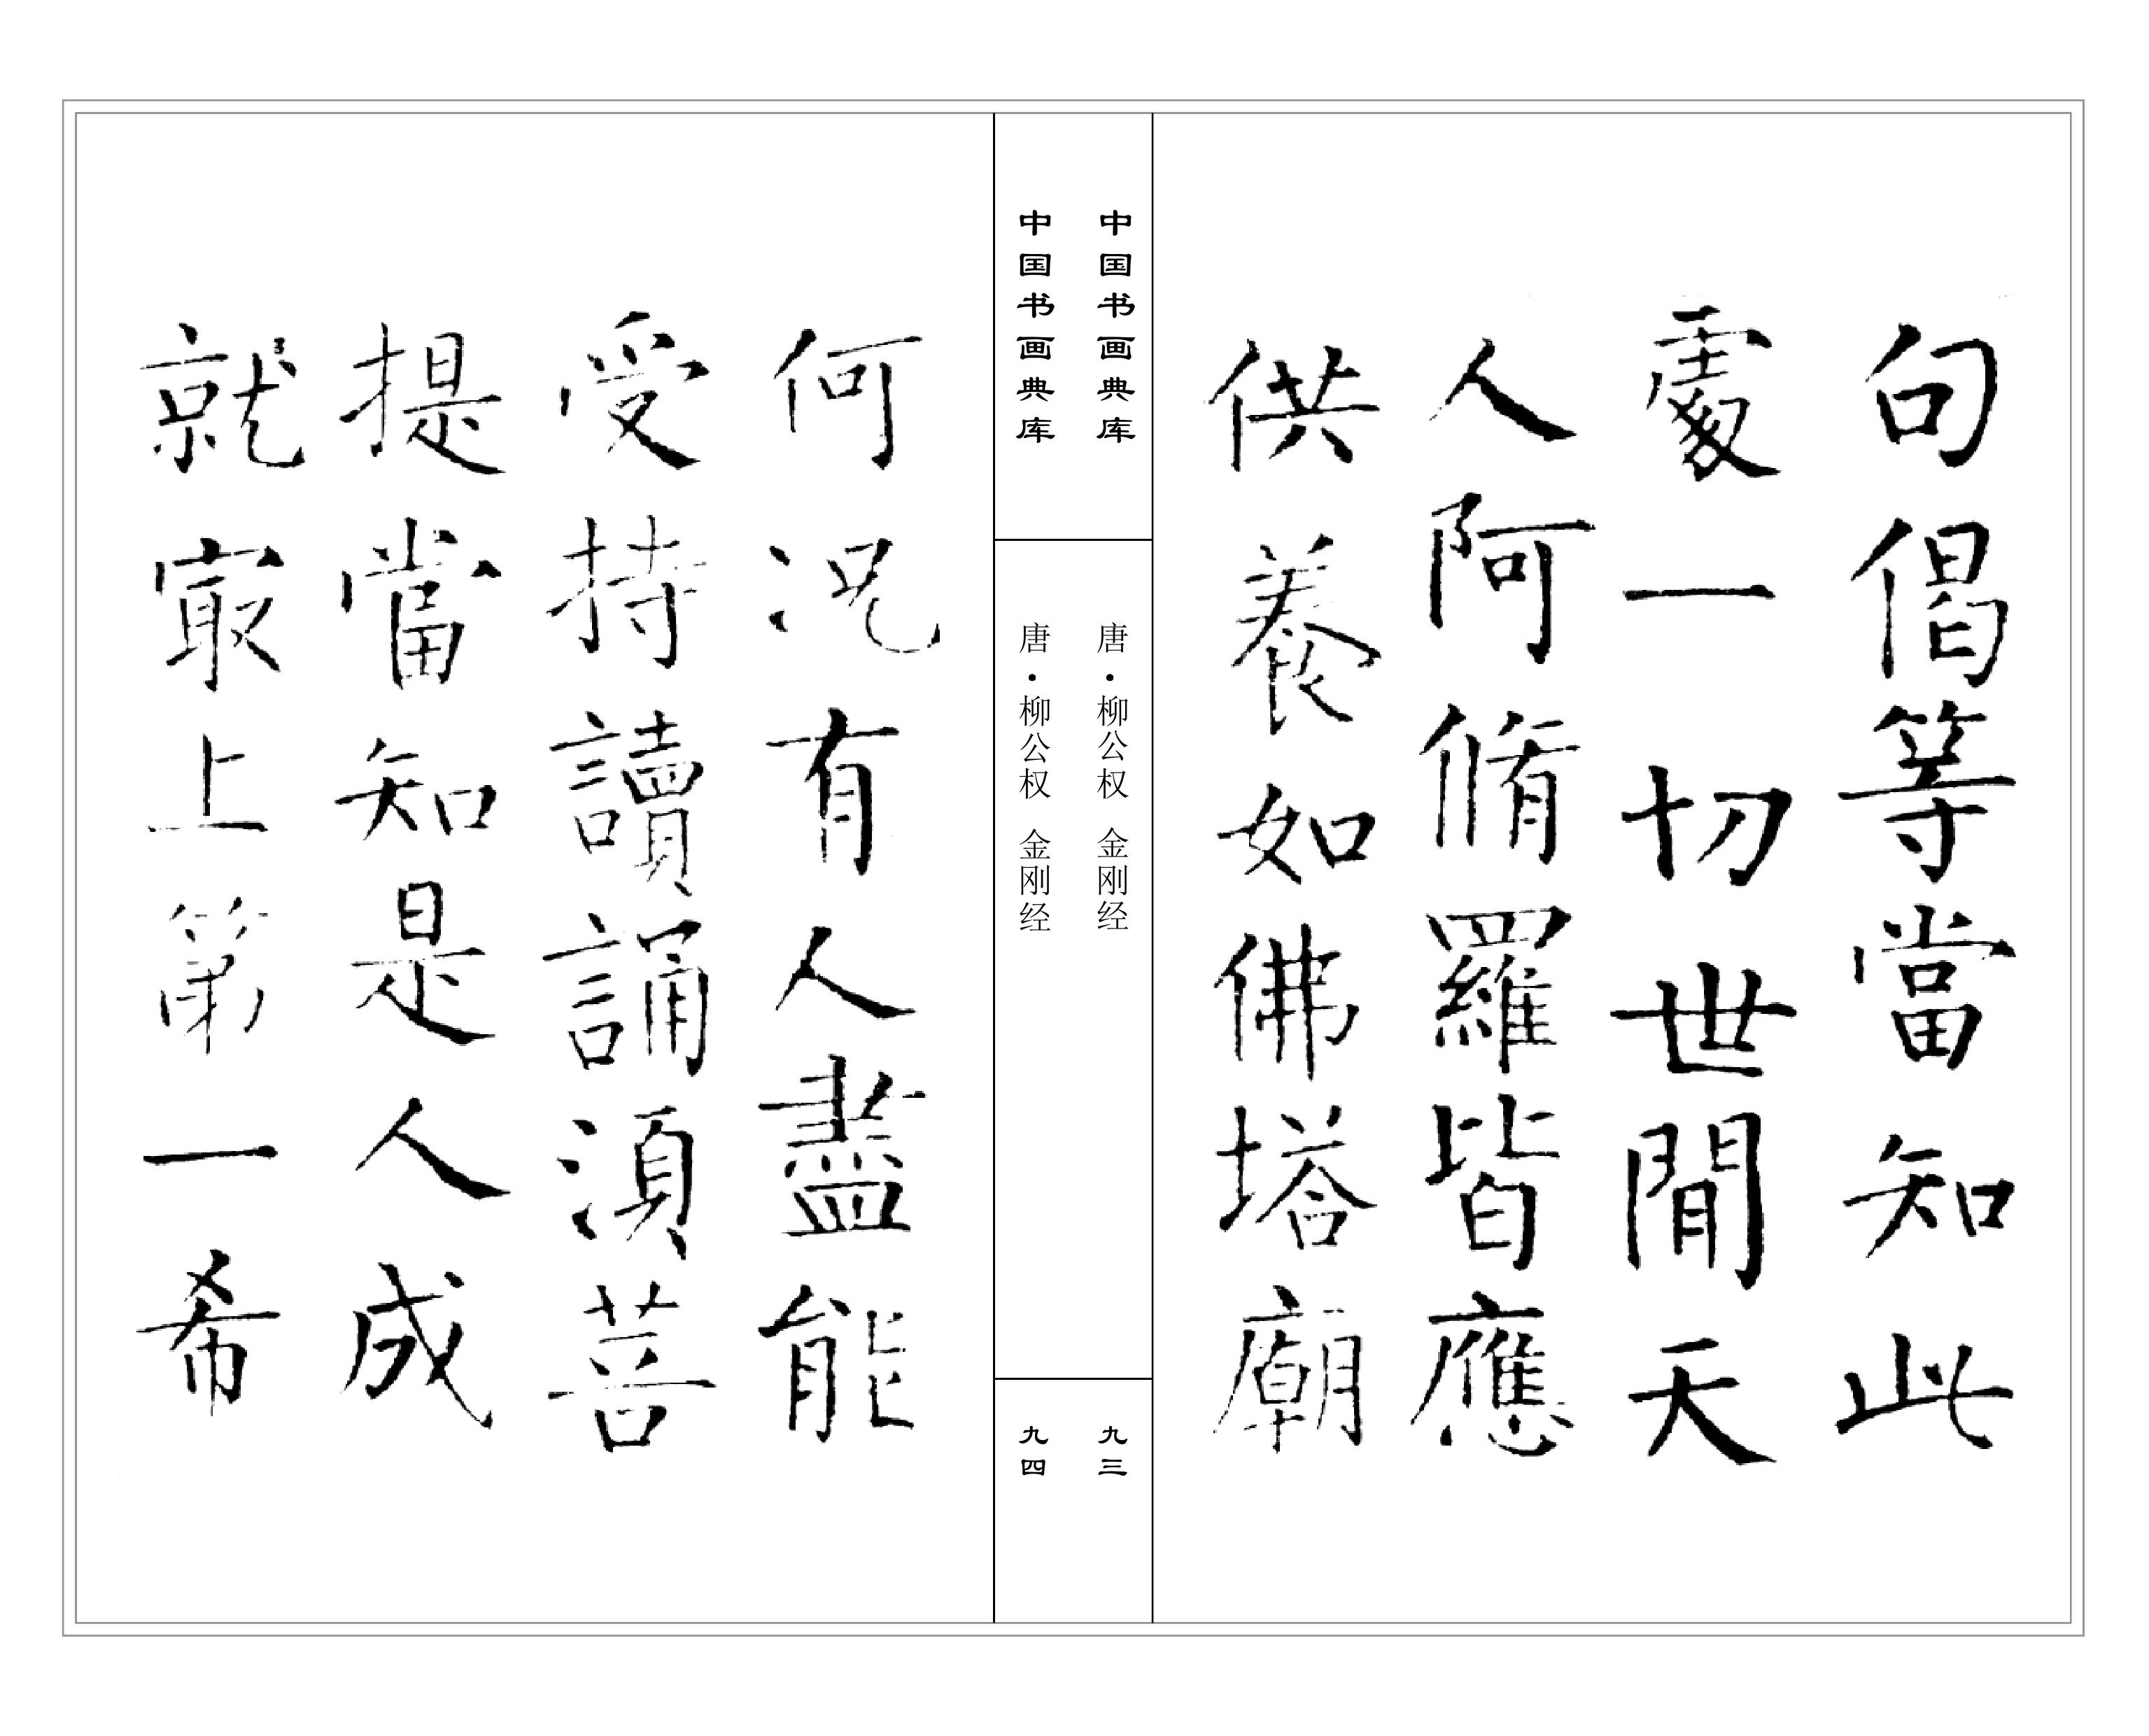 句偈等當知此
處一切世閒天
人阿脩羅皆應
供養如佛塔廟
中国书画典库
唐·柳公权 金刚经
九三
中国书画典库
唐·柳公权 金刚经
九四
何況有人盡能
受持讀誦湏菩
提當知是人成
就冣上第一希